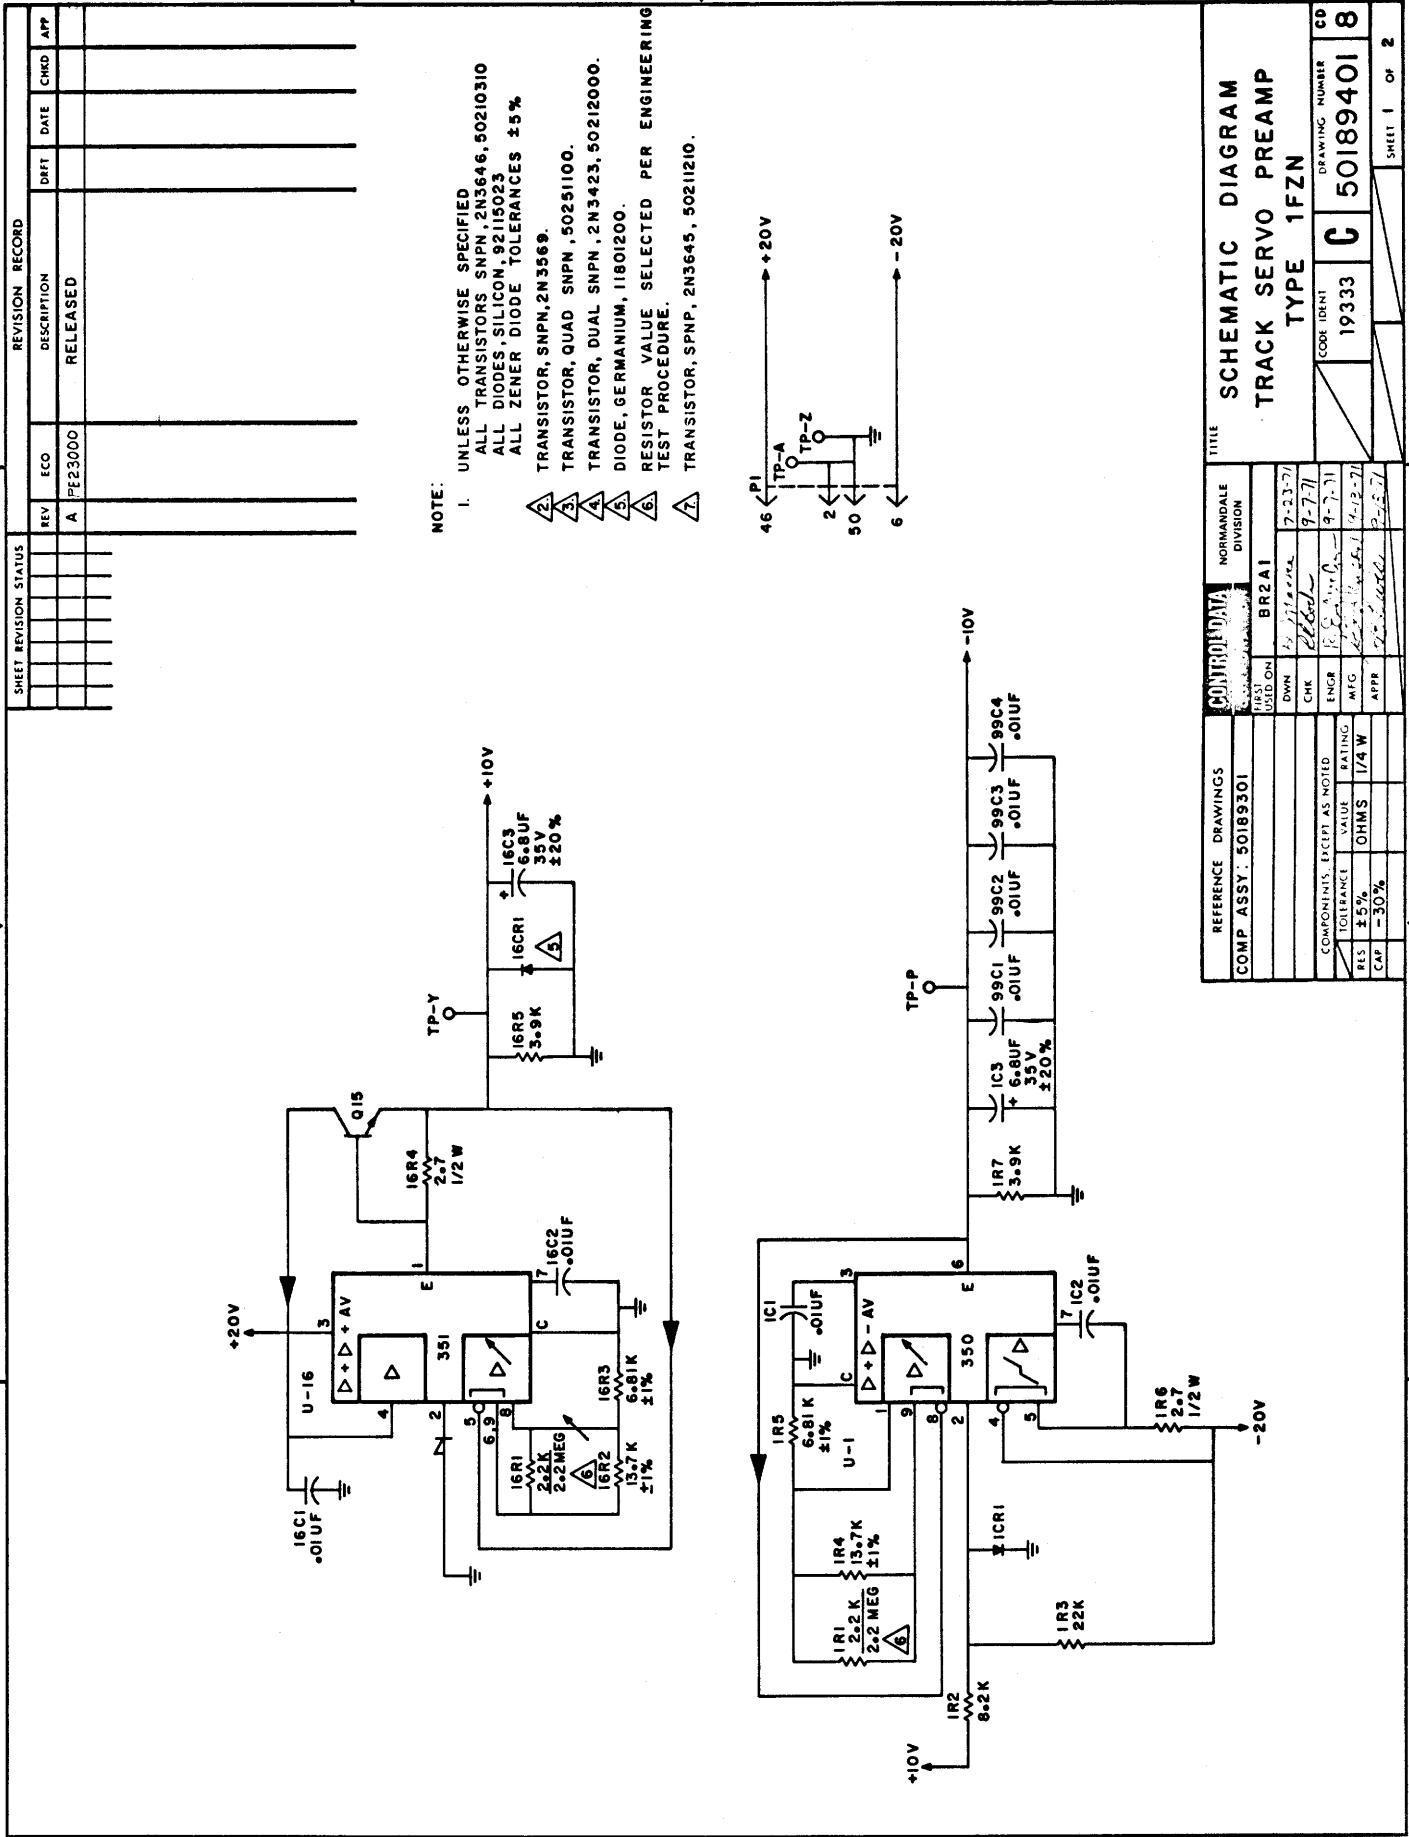 SHEET REVISION STATUS
REVISION RECORD
REV ECO DESCRIPTION DRFT DATE CHKD APP
A PE23000 RELEASED
NOTE:
1. UNLESS OTHERWISE SPECIFIED
ALL TRANSISTORS SNPN, 2N3646, 50210310
ALL DIODES, SILICON, 92115023
ALL ZENER DIODE TOLERANCES ±5%
2. TRANSISTOR, SNPN, 2N3569.
3. TRANSISTOR, QUAD SNPN, 50251100.
4. TRANSISTOR, DUAL SNPN, 2N3423, 50212000.
5. DIODE, GERMANIUM, 11801200.
6. RESISTOR VALUE SELECTED PER ENGINEERING
TEST PROCEDURE.
7. TRANSISTOR, SPNP, 2N3645, 50211210.
46 P1 +20V
TP-A
TP-Z
2
50
6 -20V
16C1
.01UF
U-16
+20V
3
▷+▷+AV
351
4
2
5
6,9
8
E
1
C
7
16C2
.01UF
16R1
2.2K
2.2MEG
6
16R2
13.7K
±1%
16R3
6.81K
±1%
Q15
16R4
2.7
1/2W
TP-Y
16R5
3.9K
16CR1
5
+
16C3
6.8UF
35V
±20%
+10V
+10V
1R2
8.2K
1R1
2.2K
2.2MEG
6
1R4
13.7K
±1%
1R5
6.81K
±1%
U-1
1C1
.01UF
3
C
▷+▷-AV
350
1
9
8
2
4
5
E
6
7
1C2
.01UF
1CR1
1R3
22K
1R6
2.7
1/2W
-20V
1R7
3.9K
1C3
+ 6.8UF
35V
±20%
99C1
.01UF
TP-P
99C2
.01UF
99C3
.01UF
99C4
.01UF
-10V
REFERENCE DRAWINGS
COMP ASSY: 50189301
COMPONENTS, EXCEPT AS NOTED
TOLERANCE VALUE RATING
RES ±5% OHMS 1/4 W
CAP -30%
CONTROL DATA
NORMANDALE
DIVISION
FIRST
USED ON BR2A1
DWN 7-23-71
CHK 9-7-71
ENGR 9-7-71
MFG 9-13-71
APPR
TITLE
SCHEMATIC DIAGRAM
TRACK SERVO PREAMP
TYPE 1FZN
CODE IDENT
19333
C
DRAWING NUMBER
50189401
CD
8
SHEET 1 OF 2